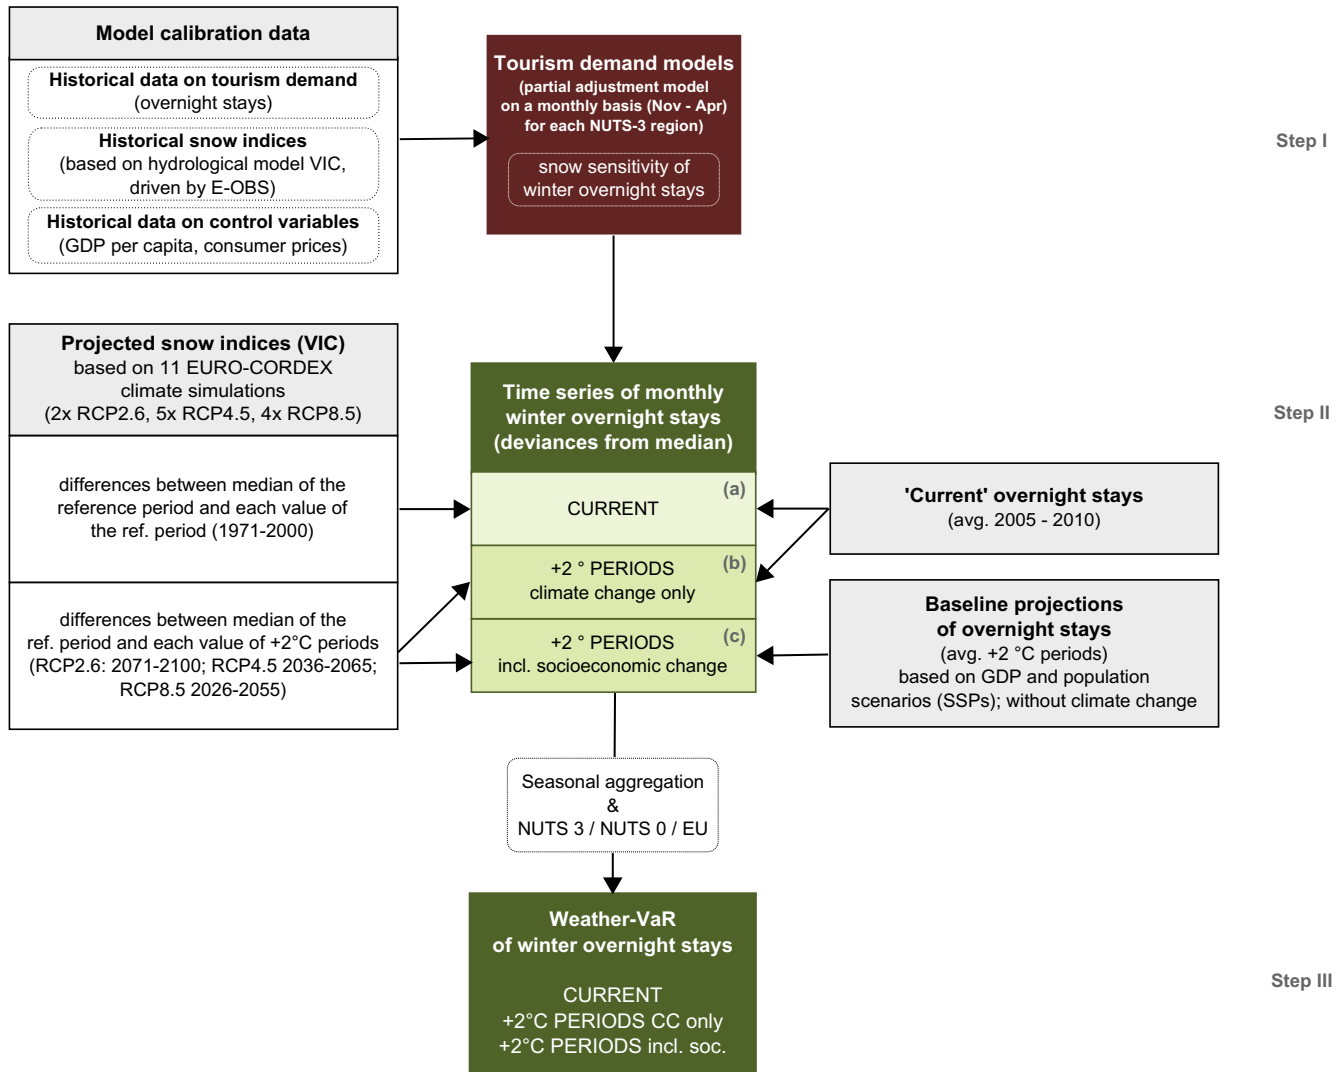 Model calibration data
Historical data on tourism demand
(overnight stays)
Historical snow indices
(based on hydrological model VIC,
driven by E-OBS)
Historical data on control variables
(GDP per capita, consumer prices)
Tourism demand models
(partial adjustment model
on a monthly basis (Nov - Apr)
for each NUTS-3 region)
snow sensitivity of
winter overnight stays
Step I
Projected snow indices (VIC)
based on 11 EURO-CORDEX
climate simulations
(2x RCP2.6, 5x RCP4.5, 4x RCP8.5)
differences between median of the
reference period and each value of
the ref. period (1971-2000)
differences between median of the
ref. period and each value of +2°C periods
(RCP2.6: 2071-2100; RCP4.5 2036-2065;
RCP8.5 2026-2055)
Time series of monthly
winter overnight stays
(deviances from median)
(a)
CURRENT
(b)
+2 ° PERIODS
climate change only
(c)
+2 ° PERIODS
incl. socioeconomic change
Step II
'Current' overnight stays
(avg. 2005 - 2010)
Baseline projections
of overnight stays
(avg. +2 °C periods)
based on GDP and population
scenarios (SSPs); without climate change
Seasonal aggregation
&
NUTS 3 / NUTS 0 / EU
Weather-VaR
of winter overnight stays
CURRENT
+2°C PERIODS CC only
+2°C PERIODS incl. soc.
Step III